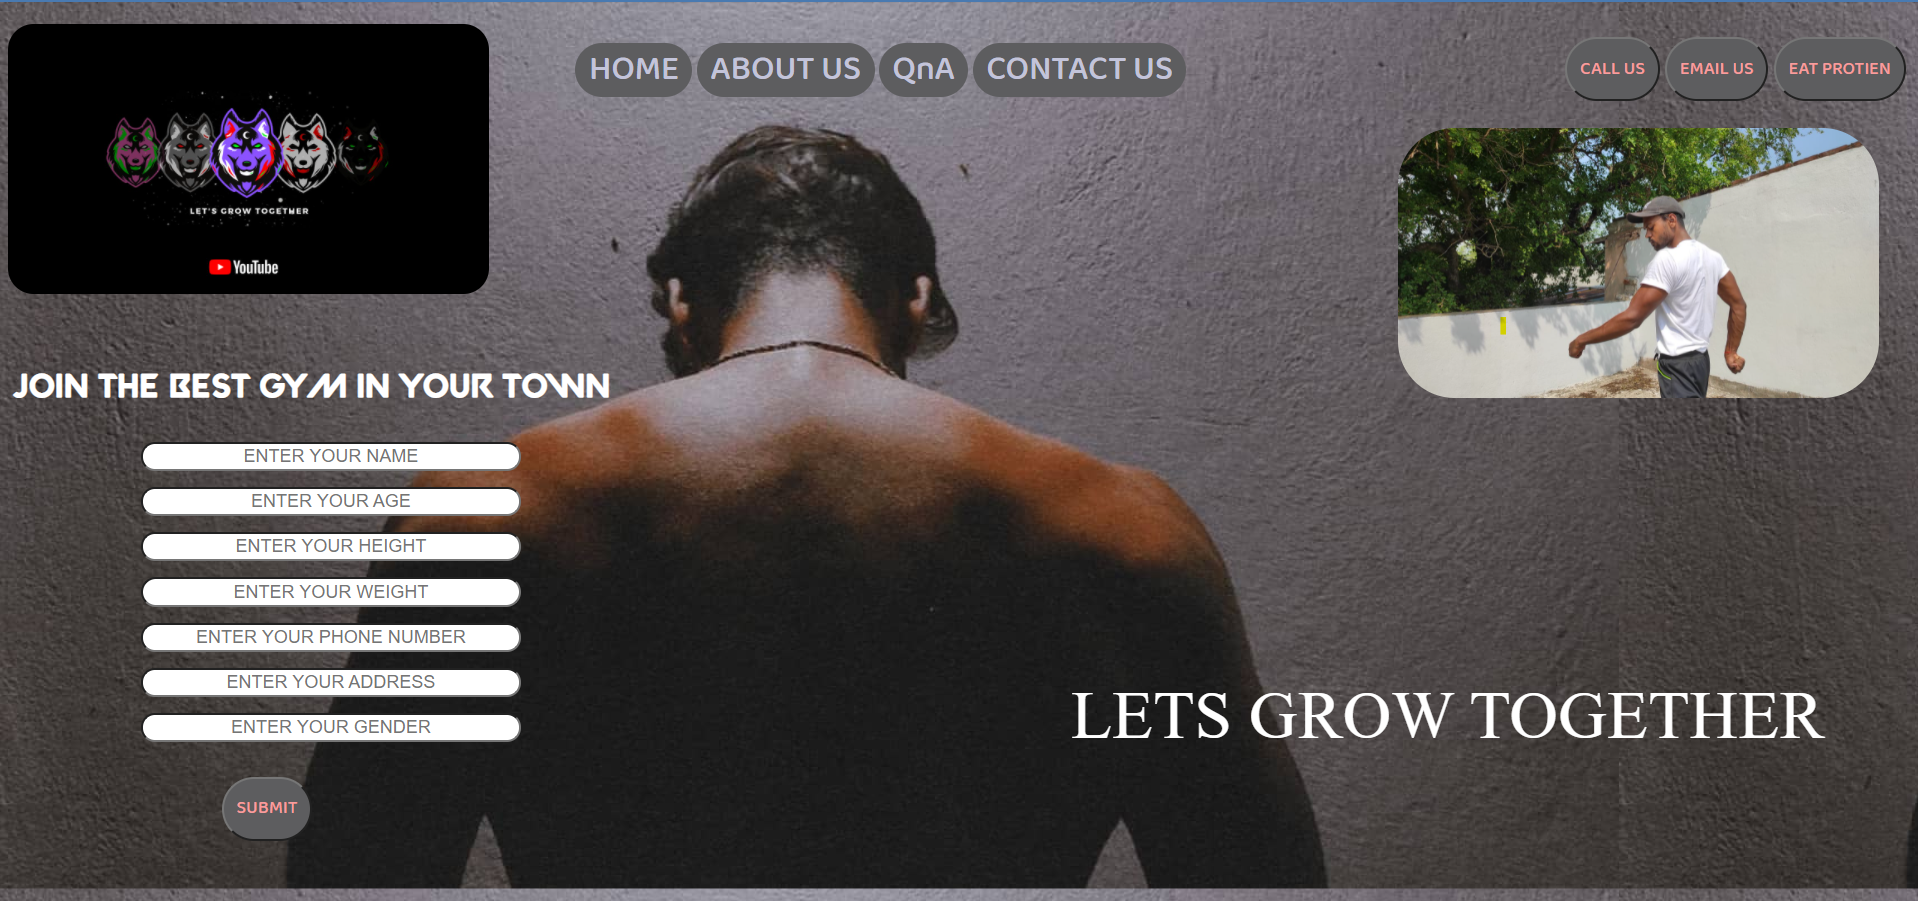 HOME
ABOUT US
QnA
CONTACT US
CALL US
EMAIL US
EAT PROTIEN
LET'S GROW TOGETHER
YouTube
JOIN THE BEST GYM IN YOUR TOWN
ENTER YOUR NAME
ENTER YOUR AGE
ENTER YOUR HEIGHT
ENTER YOUR WEIGHT
ENTER YOUR PHONE NUMBER
ENTER YOUR ADDRESS
ENTER YOUR GENDER
SUBMIT
LETS GROW TOGETHER